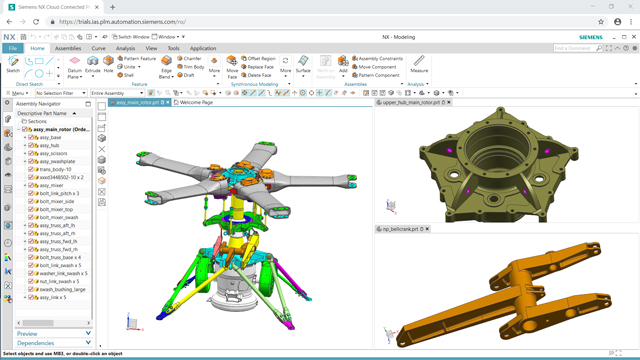 Siemens NX Cloud Connected P
https://trials.ias.plm.automation.siemens.com/ro/
NX
Switch Window
Window
NX - Modeling
SIEMENS
File
Home
Assemblies
Curve
Analysis
View
Tools
Application
Find a Command
Sketch
Direct Sketch
Datum
Plane
Extrude
Hole
Pattern Feature
Unite
Shell
Feature
Edge
Blend
Chamfer
Trim Body
Draft
More
Move
Face
Offset Region
Replace Face
Delete Face
Synchronous Modeling
More
Surface
Add
Assembly Constraints
Move Component
Pattern Component
Assemblies
Measure
Analysis
Menu
Entire Assembly
Assembly Navigator
Descriptive Part Name
Sections
assy_main_rotor (Orde...
assy_base
assy_hub
assy_scissors
assy_swashplate
trans_body-10
assy_mixer
bolt_link_pitch x 3
bolt_mixer_side
bolt_mixer_top
bolt_mixer_swash
assy_truss_aft_lh
assy_truss_aft_rh
assy_truss_fwd_lh
assy_truss_fwd_rh
bolt_truss_base x 4
bolt_link_swash x 5
washer_link_swash x 5
nut_link_swash x 5
swash_bushing_large
assy_link x 5
Preview
Dependencies
assy_main_rotor.prt
Welcome Page
upper_hub_main_rotor.prt
np_bellcrank.prt
Select objects and use MB3, or double-click an object